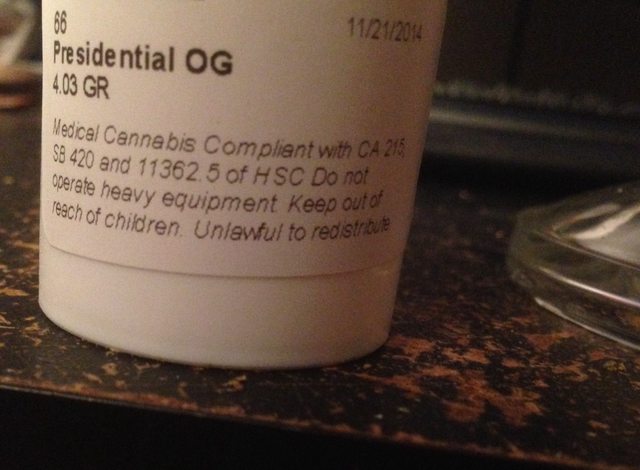 66
11/21/2014
Presidential OG
4.03 GR
Medical Cannabis Compliant with CA 215,
SB 420 and 11362.5 of HSC Do not
operate heavy equipment Keep out of
reach of children. Unlawful to redistribute